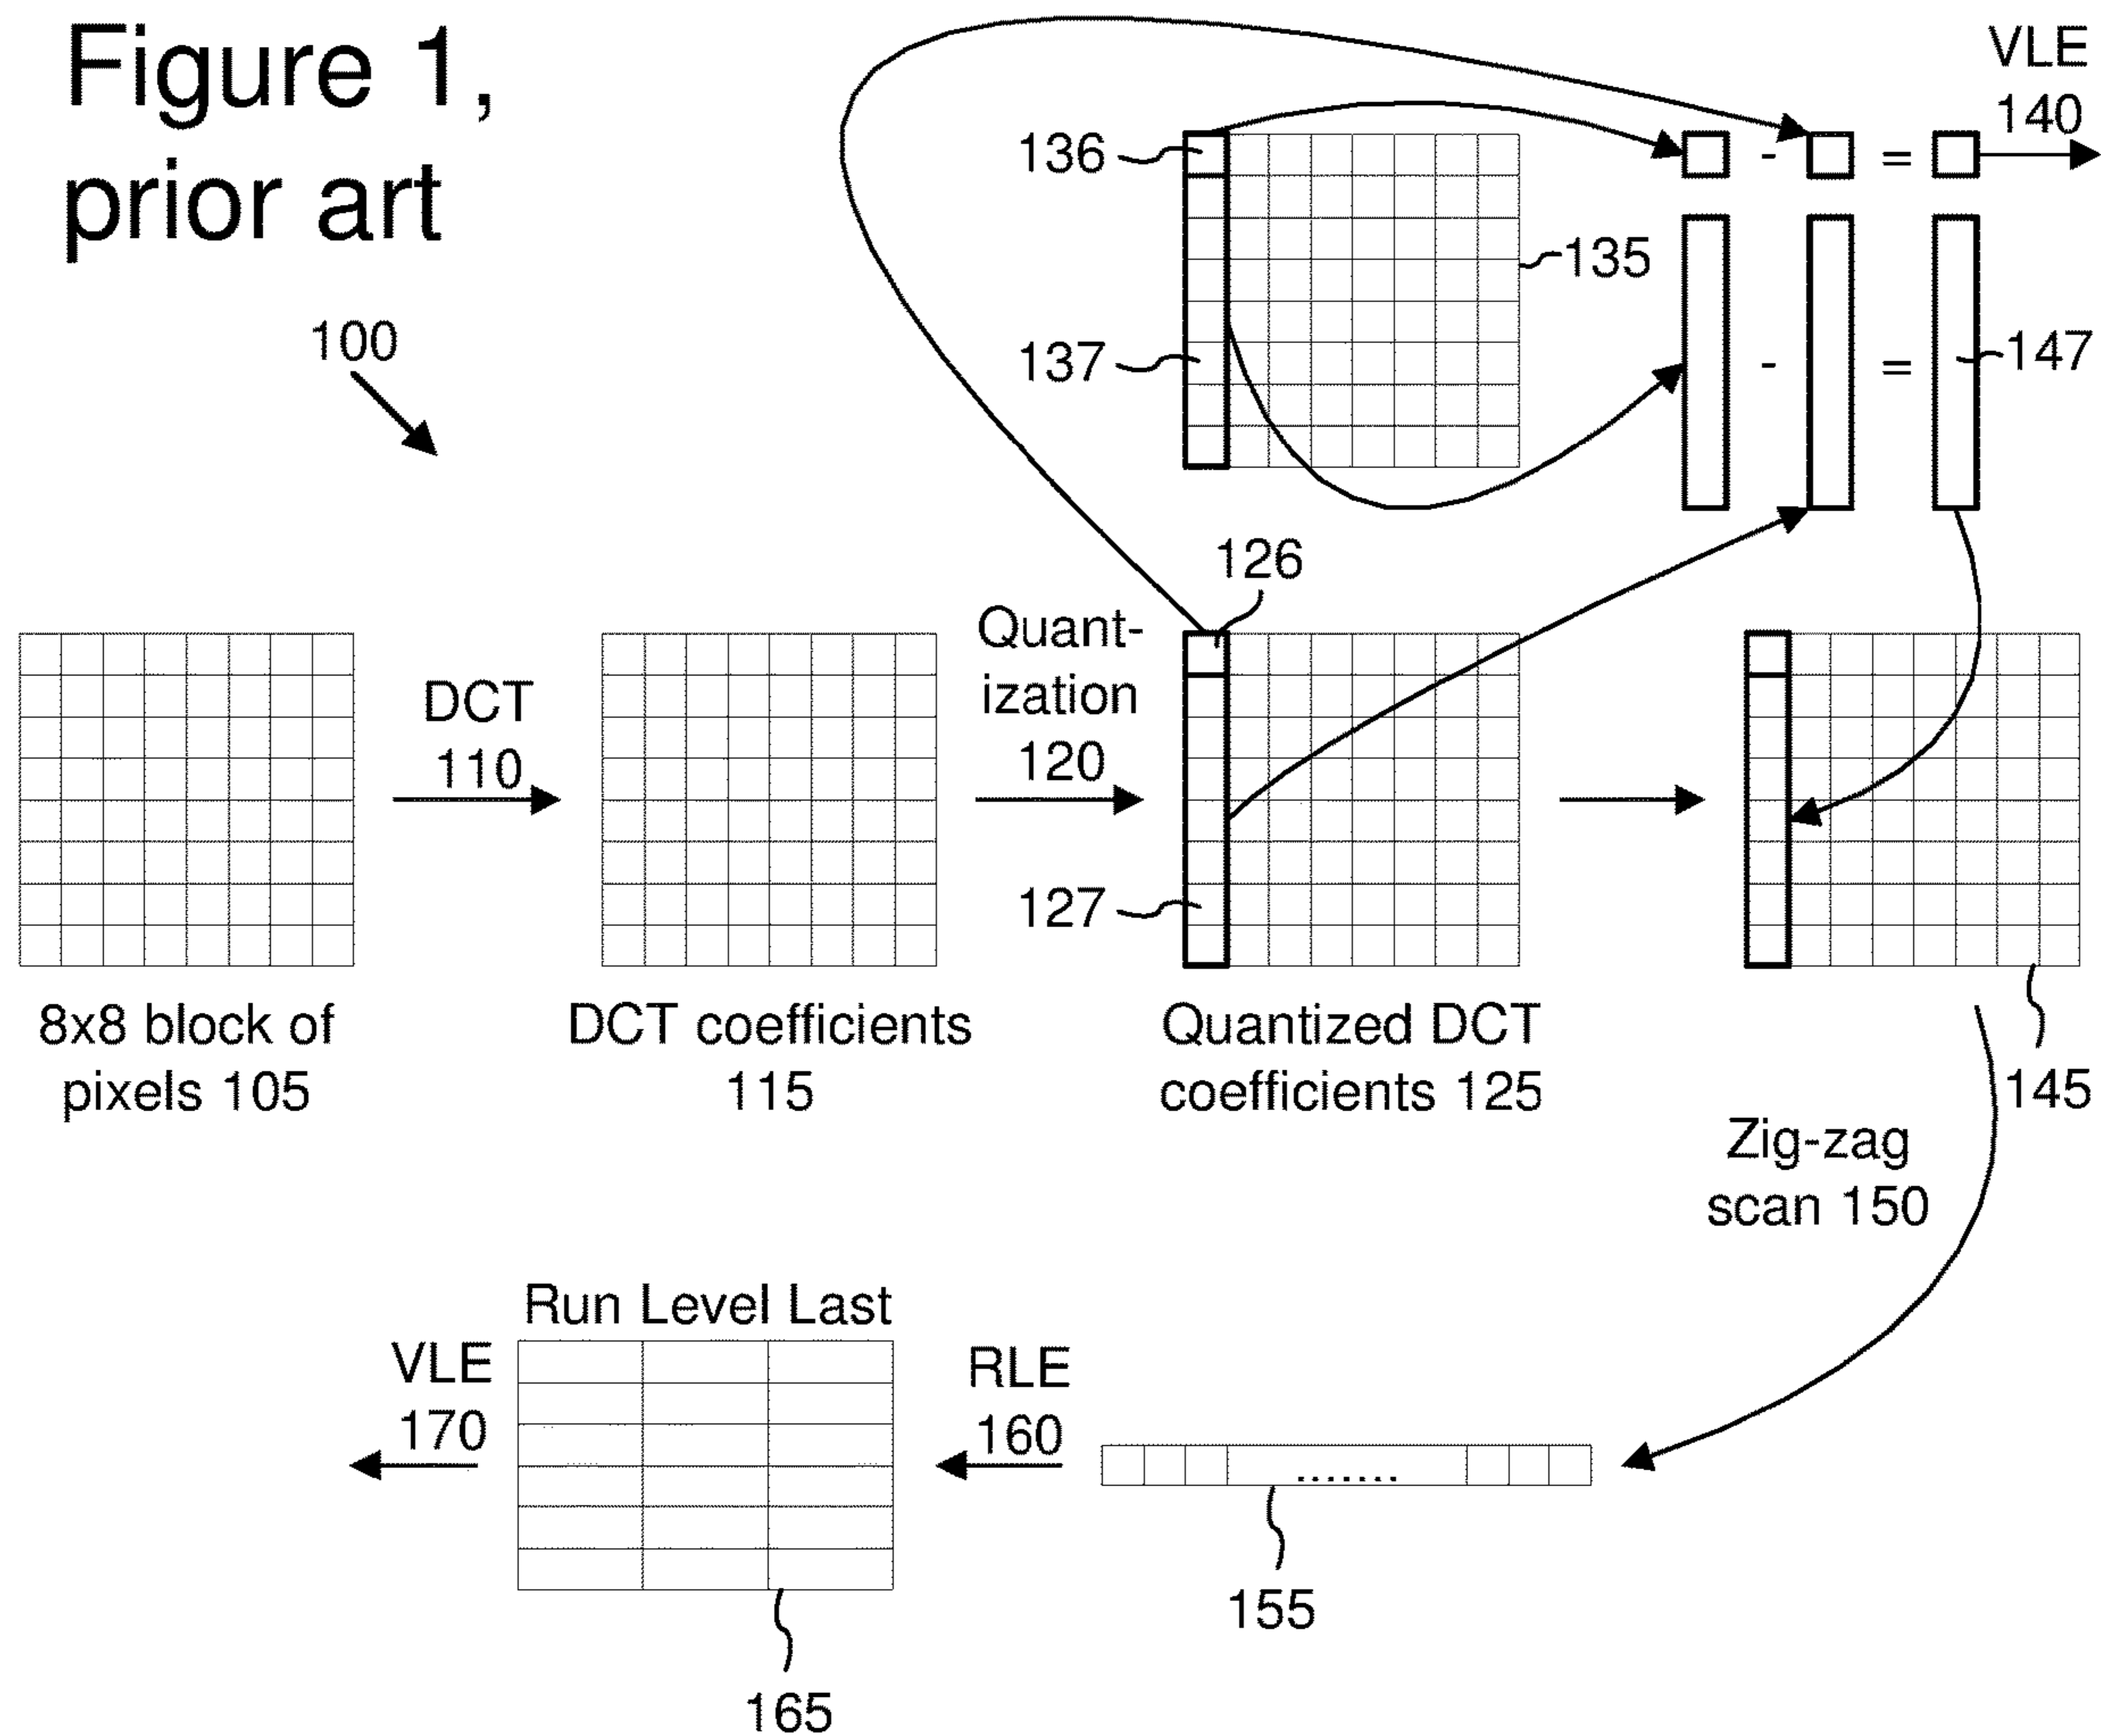 Figure 1,
prior art
100
VLE
140
136
- =
135
137
- =
147
126
Quant-
ization
120
DCT
110
127
8x8 block of
pixels 105
DCT coefficients
115
Quantized DCT
coefficients 125
145
Zig-zag
scan 150
Run Level Last
VLE
170
RLE
160
.......
155
165